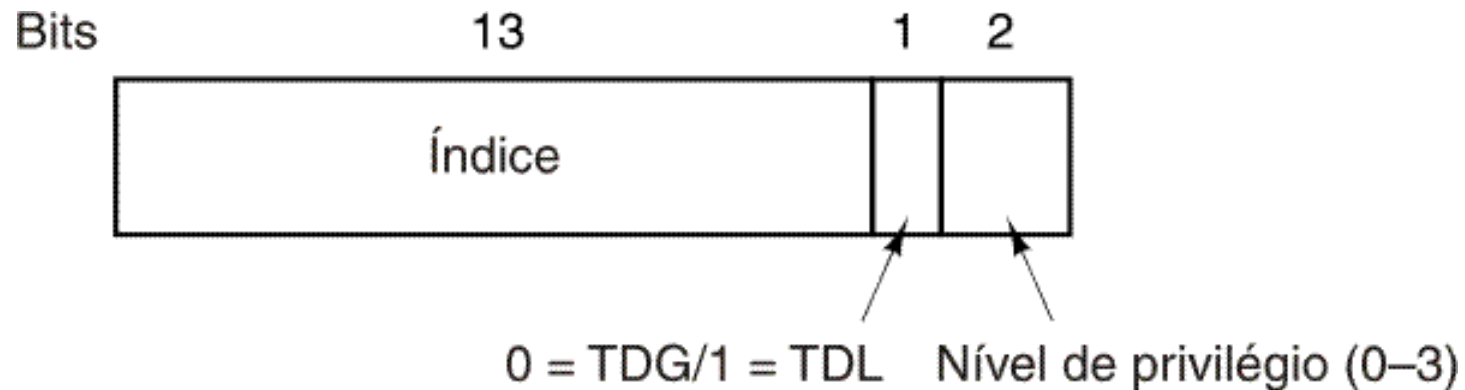 Bits 13 1 2
Índice
0 = TDG/1 = TDL Nível de privilégio (0–3)